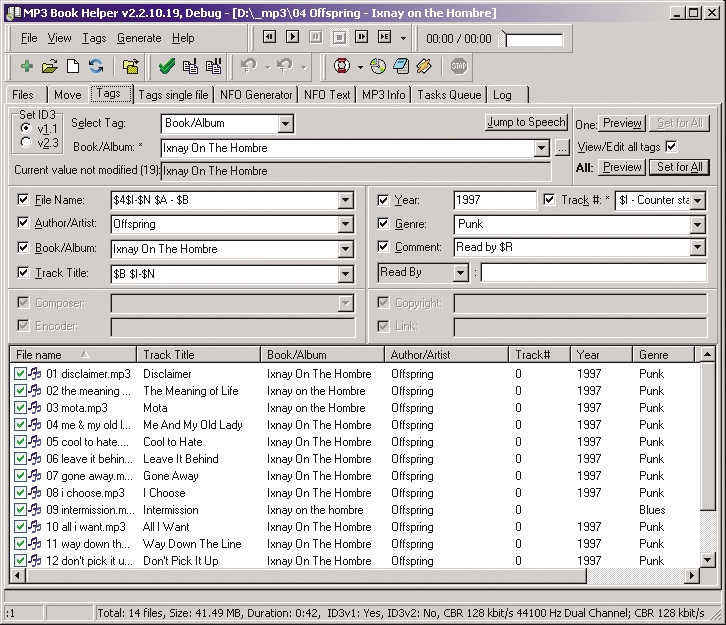 MP3 Book Helper v2.2.10.19, Debug - [D:\_mp3\04 Offspring - Ixnay on the Hombre]
File View Tags Generate Help 00:00 / 00:00
STOP
Files Move Tags Tags single file NFO Generator NFO Text MP3 Info Tasks Queue Log
Set ID3
v1.1
v2.3
Select Tag: Book/Album Jump to Speech
One: Preview Set for All
Book/Album: * Ixnay On The Hombre ...
View/Edit all tags
Current value not modified (19): Ixnay On The Hombre
All: Preview Set for All
File Name: $4$I-$N $A - $B
Year: 1997 Track #: * $I - Counter sta
Author/Artist: Offspring
Genre: Punk
Book/Album: Ixnay On The Hombre
Comment: Read by $R
Track Title: $B $I-$N
Read By :
Composer:
Copyright:
Encoder
Link:
File name Track Title Book/Album Author/Artist Track# Year Genre
01 disclaimer.mp3 Disclaimer Ixnay On The Hombre Offspring 0 1997 Punk
02 the meaning ... The Meaning of Life Ixnay on the Hombre Offspring 0 1997 Punk
03 mota.mp3 Mota Ixnay on the Hombre Offspring 0 1997 Punk
04 me & my old l... Me And My Old Lady Ixnay On The Hombre Offspring 0 1997 Punk
05 cool to hate.... Cool to Hate Ixnay On The Hombre Offspring 0 1997 Punk
06 leave it behin... Leave It Behind Ixnay On The Hombre Offspring 0 1997 Punk
07 gone away.m... Gone Away Ixnay On The Hombre Offspring 0 1997 Punk
08 i choose.mp3 I Choose Ixnay On The Hombre Offspring 0 1997 Punk
09 intermission.m... Intermission Ixnay on the hombre Offspring 0 Blues
10 all i want.mp3 All I Want Ixnay On The Hombre Offspring 0 1997 Punk
11 way down th... Way Down The Line Ixnay On The Hombre Offspring 0 1997 Punk
12 don't pick it u... Don't Pick It Up Ixnay On The Hombre Offspring 0 1997 Punk
:1 Total: 14 files, Size: 41.49 MB, Duration: 0:42, ID3v1: Yes, ID3v2: No, CBR 128 kbit/s 44100 Hz Dual Channel; CBR 128 kbit/s